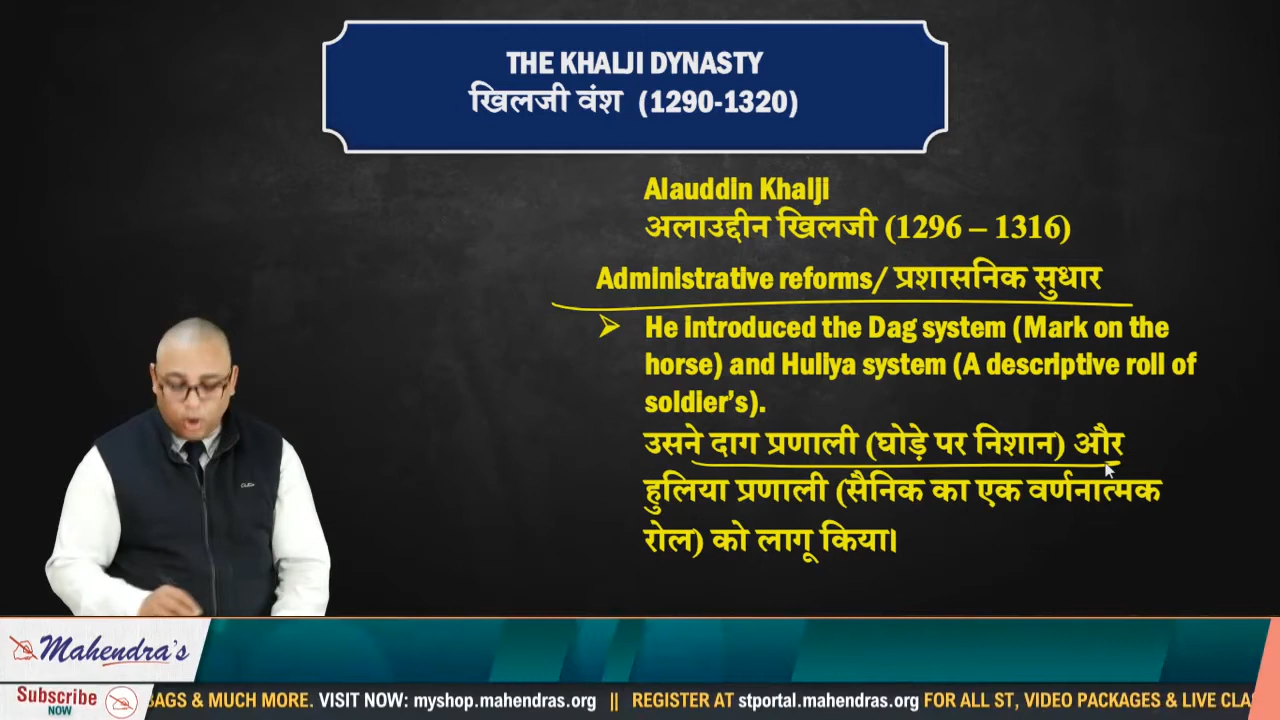 THE KHALJI DYNASTY
खिलजी वंश (1290-1320)
Alauddin Khalji
अलाउद्दीन खिलजी (1296 – 1316)
Administrative reforms/ प्रशासनिक सुधार
He introduced the Dag system (Mark on the
horse) and Huliya system (A descriptive roll of
soldier's).
उसने दाग प्रणाली (घोड़े पर निशान) और
हुलिया प्रणाली (सैनिक का एक वर्णनात्मक
रोल) को लागू किया।
Mahendra's
Subscribe
NOW
BAGS & MUCH MORE. VISIT NOW: myshop.mahendras.org || REGISTER AT stportal.mahendras.org FOR ALL ST, VIDEO PACKAGES & LIVE